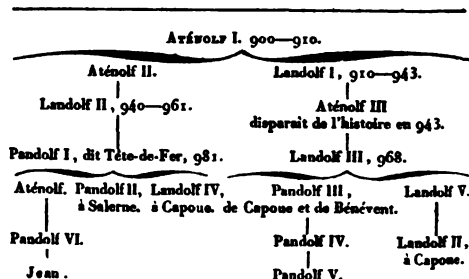 ATÉNOLF I. 900—910.
Aténolf II. Landolf I, 910—943.
Landolf II, 940—961. Aténolf III
disparait de l'histoire en 943.
Pandolf I, dit Tête-de-Fer, 981. Landolf III, 968.
Aténolf. Pandolf II, Landolf IV, Pandolf III, Landolf V.
à Salerne. à Capoue. de Capoue et de Bénévent.
Pandolf VI. Pandolf IV. Landolf IV,
à Capoue.
Jean. Pandolf V.